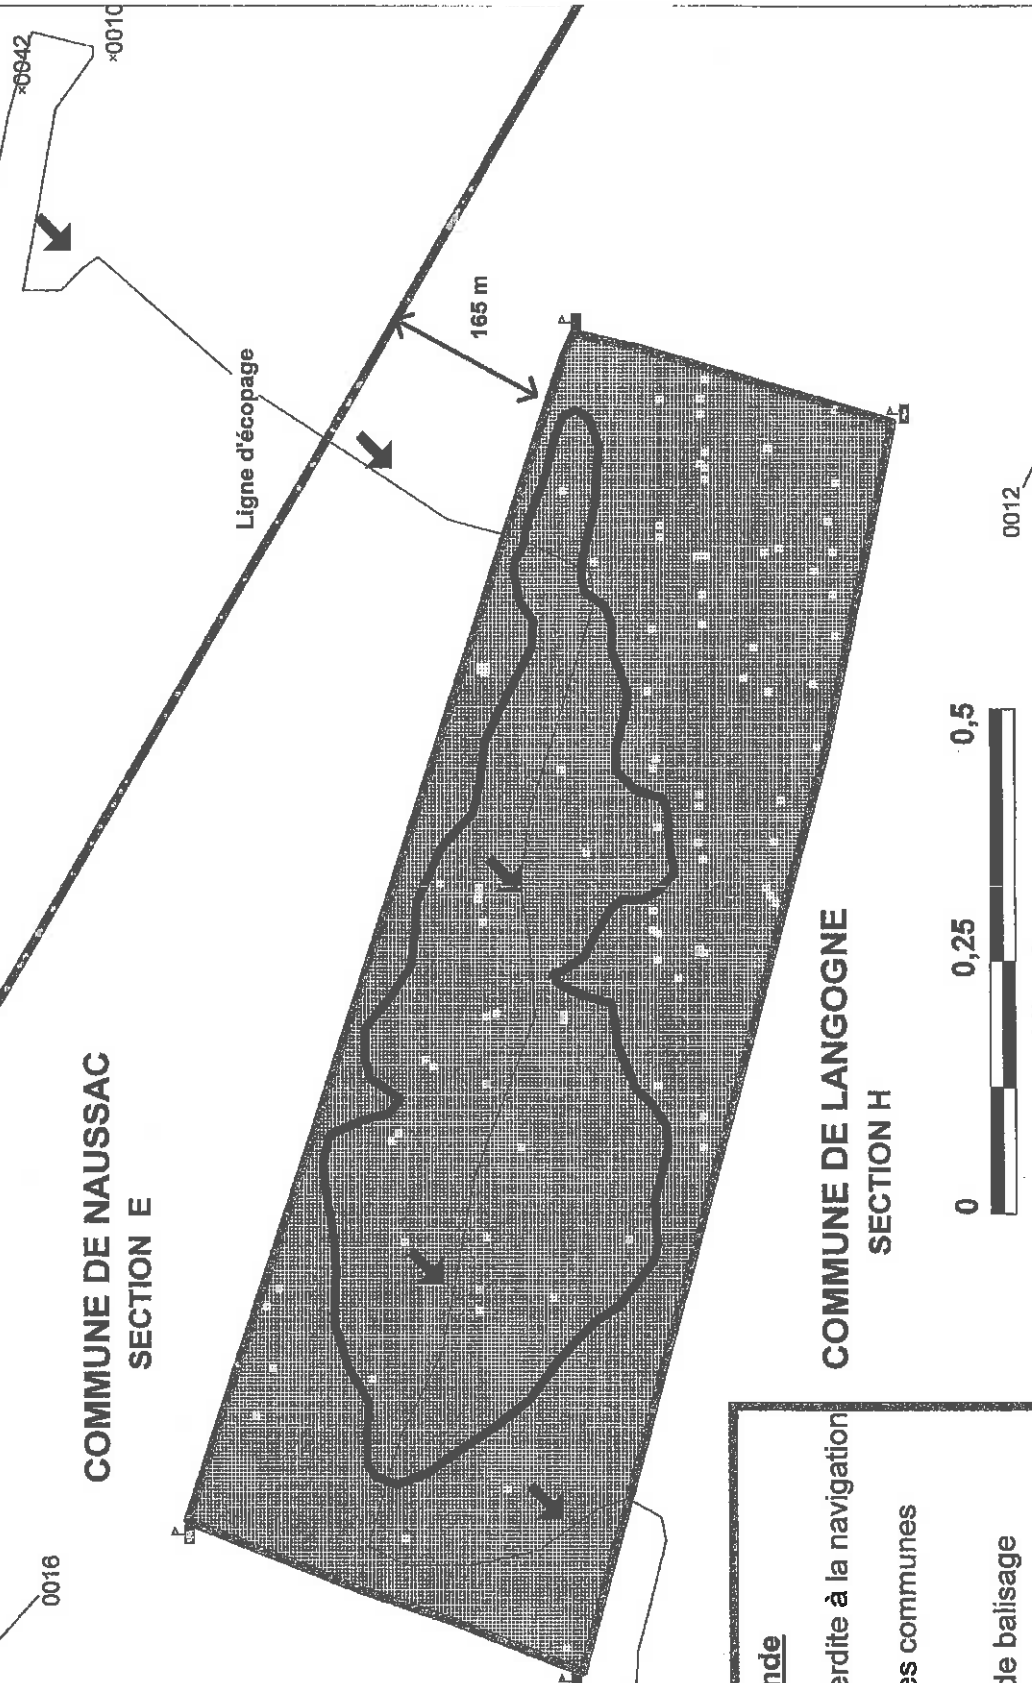 ×0042
×0010
Ligne d'écopage
165 m
COMMUNE DE NAUSSAC
SECTION E
0016
COMMUNE DE LANGOGNE
SECTION H
0012
0
0,25
0,5
nde
erdite à la navigation
es communes
de balisage